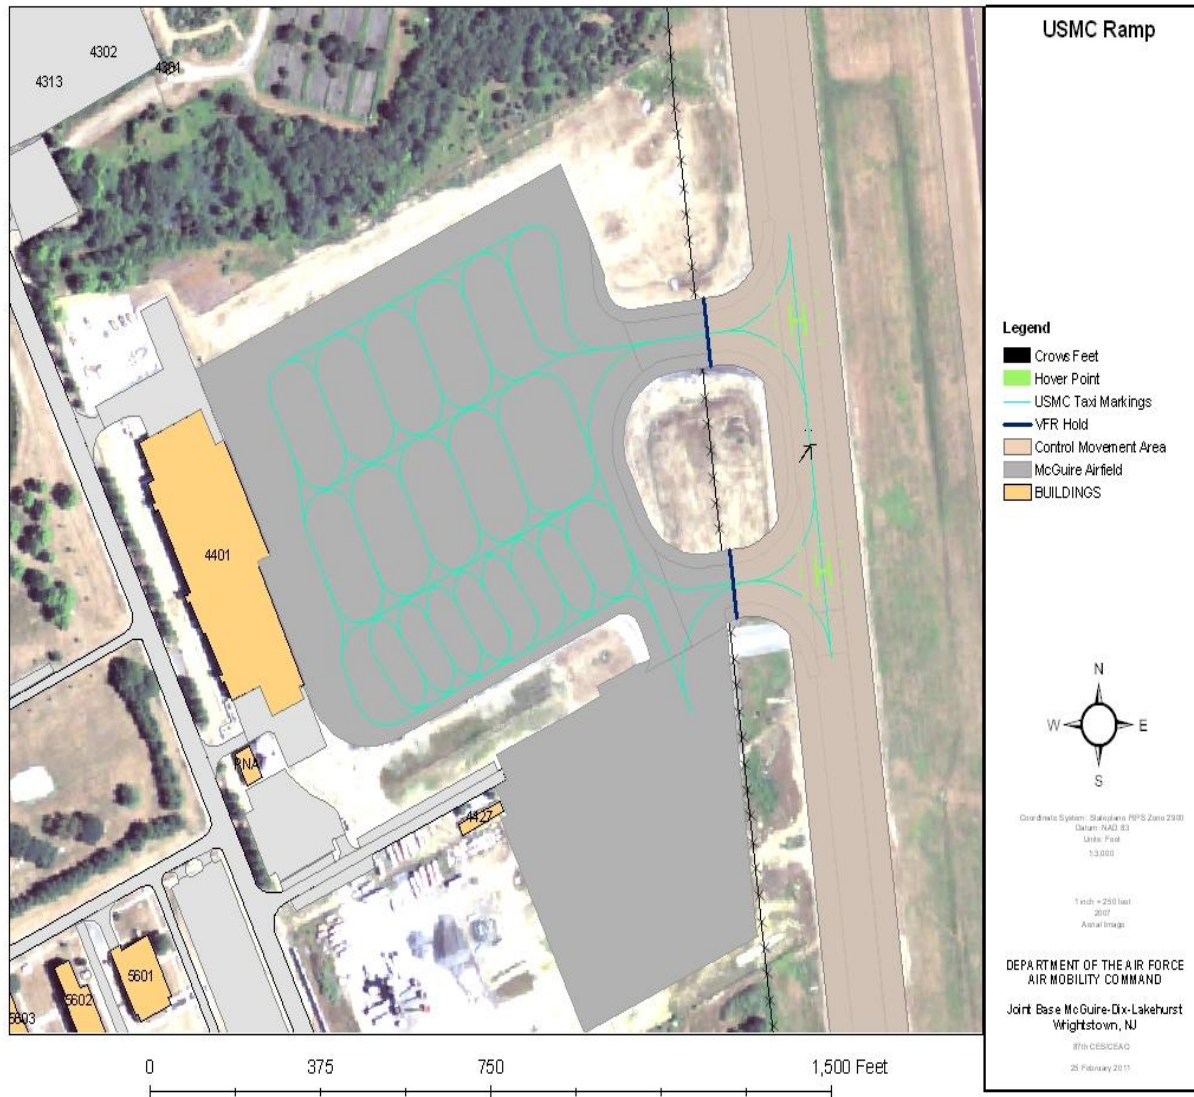 USMC Ramp
4302
4313
4301
4401
RNA
4427
5601
5602
5603
H
H
Legend
Crows Feet
Hover Point
USMC Taxi Markings
VFR Hold
Control Movement Area
McGuire Airfield
BUILDINGS
N
W E
S
Coordinate System: Stateplane FIPS Zone 2900
Datum: NAD 83
Units: Feet
1:3,000
1 inch = 250 feet
2007
Aerial Image
DEPARTMENT OF THE AIR FORCE
AIR MOBILITY COMMAND
Joint Base McGuire-Dix-Lakehurst
Wrightstown, NJ
87th CES/CEAO
25 February 2011
0 375 750 1,500 Feet